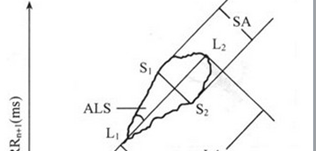 SA
L₂
S₁
ALS
S₂
L₁
RRₙ₊₁(ms)